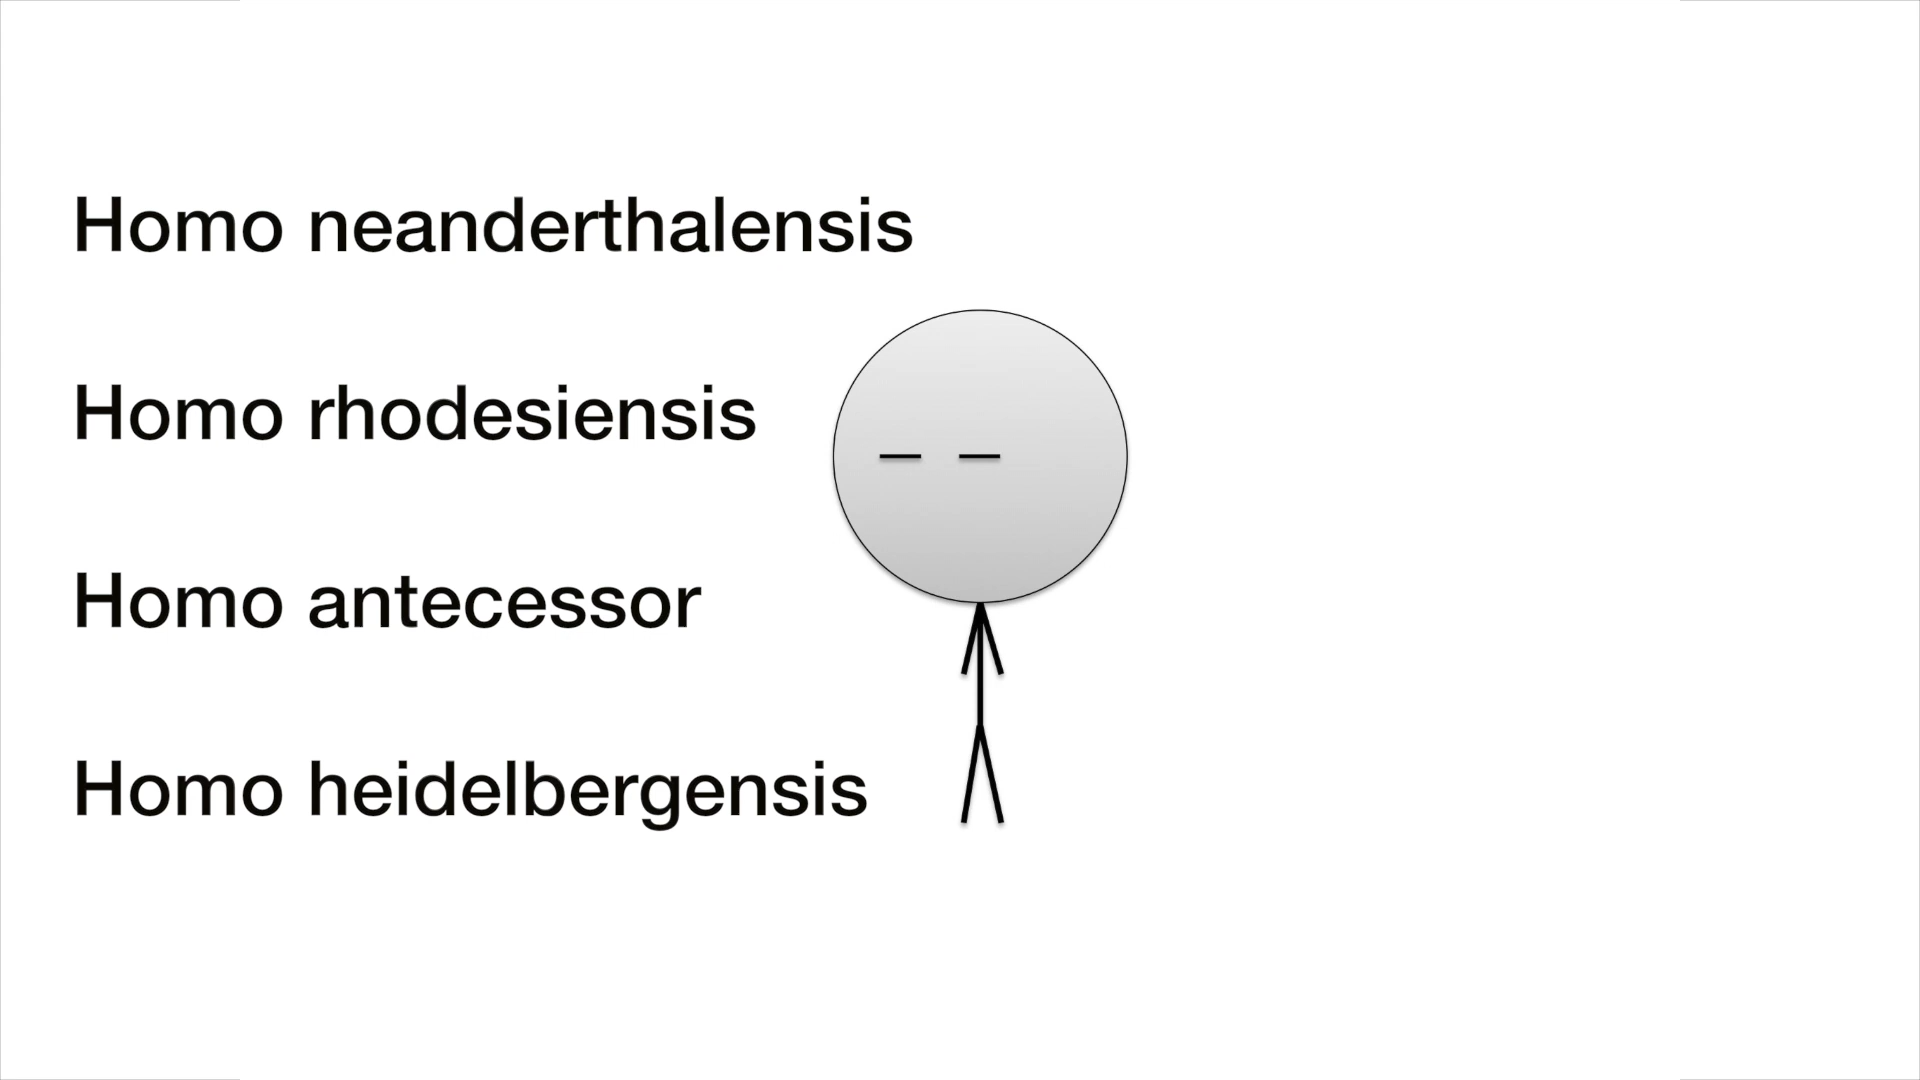 Homo neanderthalensis
Homo rhodesiensis
Homo antecessor
Homo heidelbergensis